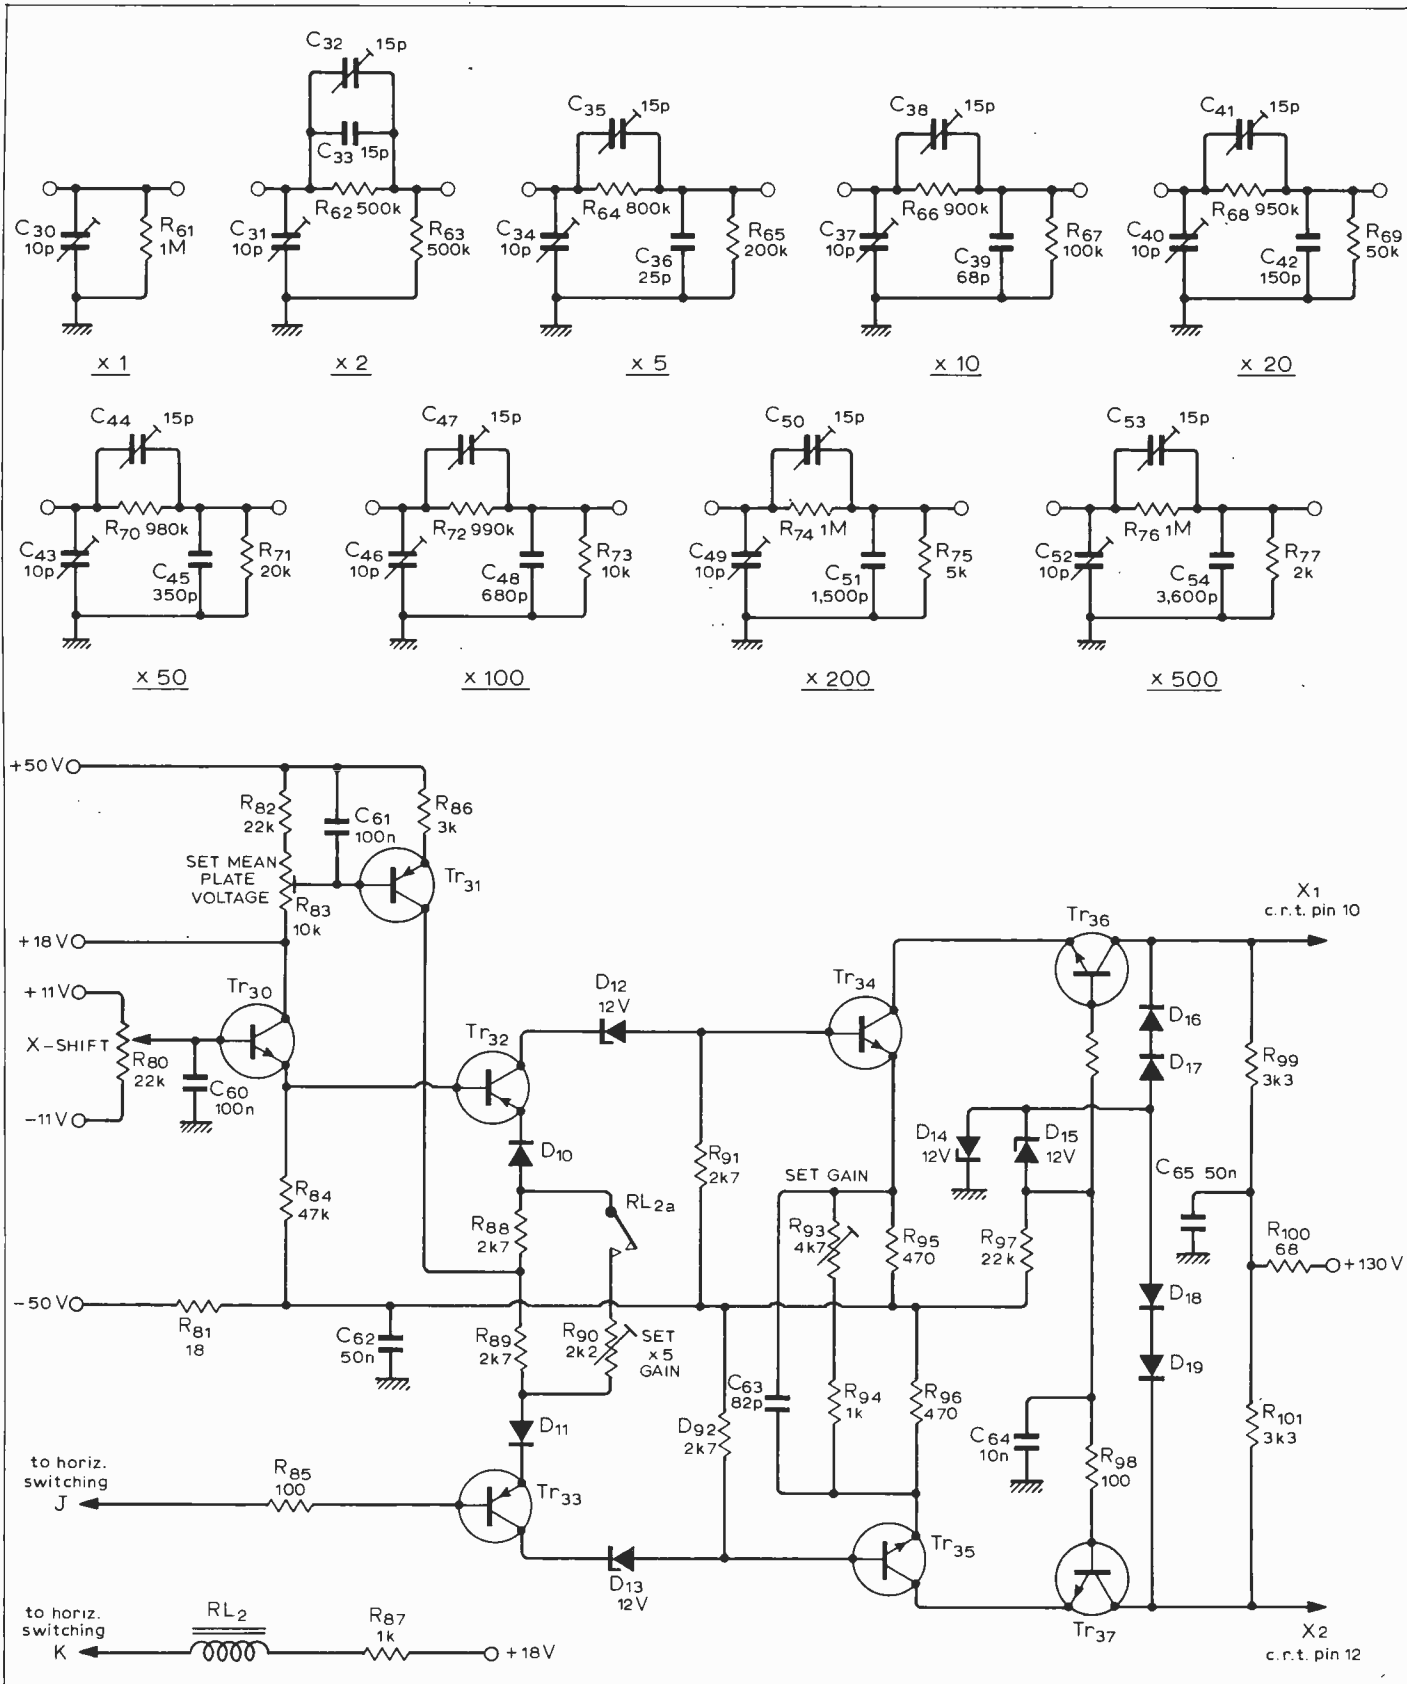 C32 15p
C33 15p
R62 500k
C31 10p
R63 500k
C30 10p
R61 1M
C35 15p
R64 800k
C34 10p
C36 25p
R65 200k
C38 15p
R66 900k
C37 10p
C39 68p
R67 100k
C41 15p
R68 950k
C40 10p
C42 150p
R69 50k
x 1
x 2
x 5
x 10
x 20
C44 15p
R70 980k
C43 10p
C45 350p
R71 20k
C47 15p
R72 990k
C46 10p
C48 680p
R73 10k
C50 15p
R74 1M
C49 10p
C51 1,500p
R75 5k
C53 15p
R76 1M
C52 10p
C54 3,600p
R77 2k
x 50
x 100
x 200
x 500
+50V
R82 22k
C61 100n
R86 3k
SET MEAN
PLATE
VOLTAGE
R83 10k
Tr31
+18V
+11V
X-SHIFT
R80 22k
-11V
C60 100n
Tr30
Tr32
D12 12V
Tr34
Tr36
X1
c.r.t. pin 10
D16
D17
R99 3k3
D10
R84 47k
R88 2k7
RL2a
R91 2k7
SET GAIN
R93 4k7
R95 470
D14 12V
D15 12V
R97 22k
C65 50n
R100 68
+130V
-50V
R81 18
C62 50n
R89 2k7
R90 2k2
SET
x5
GAIN
D18
D19
D11
D92 2k7
C63 82p
R94 1k
R96 470
C64 10n
R98 100
R101 3k3
to horiz.
switching
J
R85 100
Tr33
D13 12V
Tr35
Tr37
X2
c.r.t. pin 12
to horiz.
switching
K
RL2
R87 1k
+18V